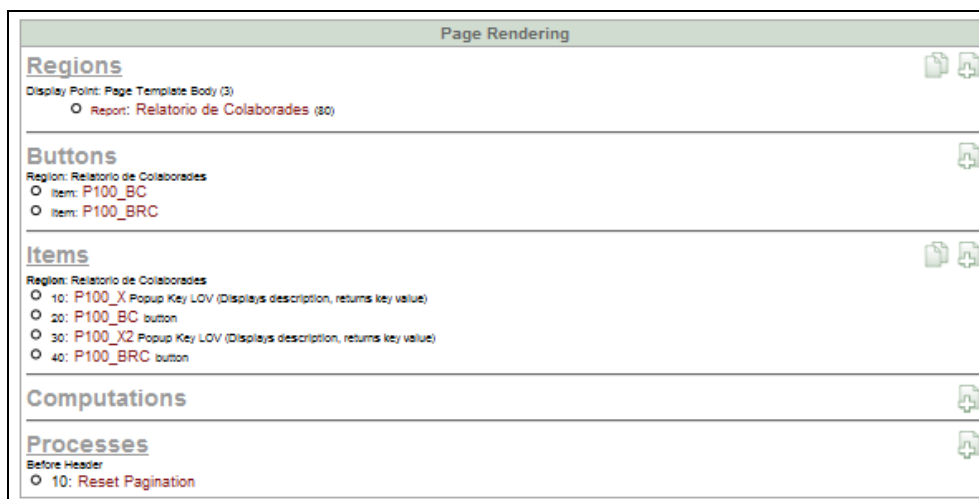 Page Rendering
Regions
Display Point: Page Template Body (3)
Report: Relatorio de Colaborades (80)
Buttons
Region: Relatorio de Colaborades
Item: P100_BC
Item: P100_BRC
Items
Region: Relatorio de Colaborades
10: P100_X Popup Key LOV (Displays description, returns key value)
20: P100_BC button
30: P100_X2 Popup Key LOV (Displays description, returns key value)
40: P100_BRC button
Computations
Processes
Before Header
10: Reset Pagination